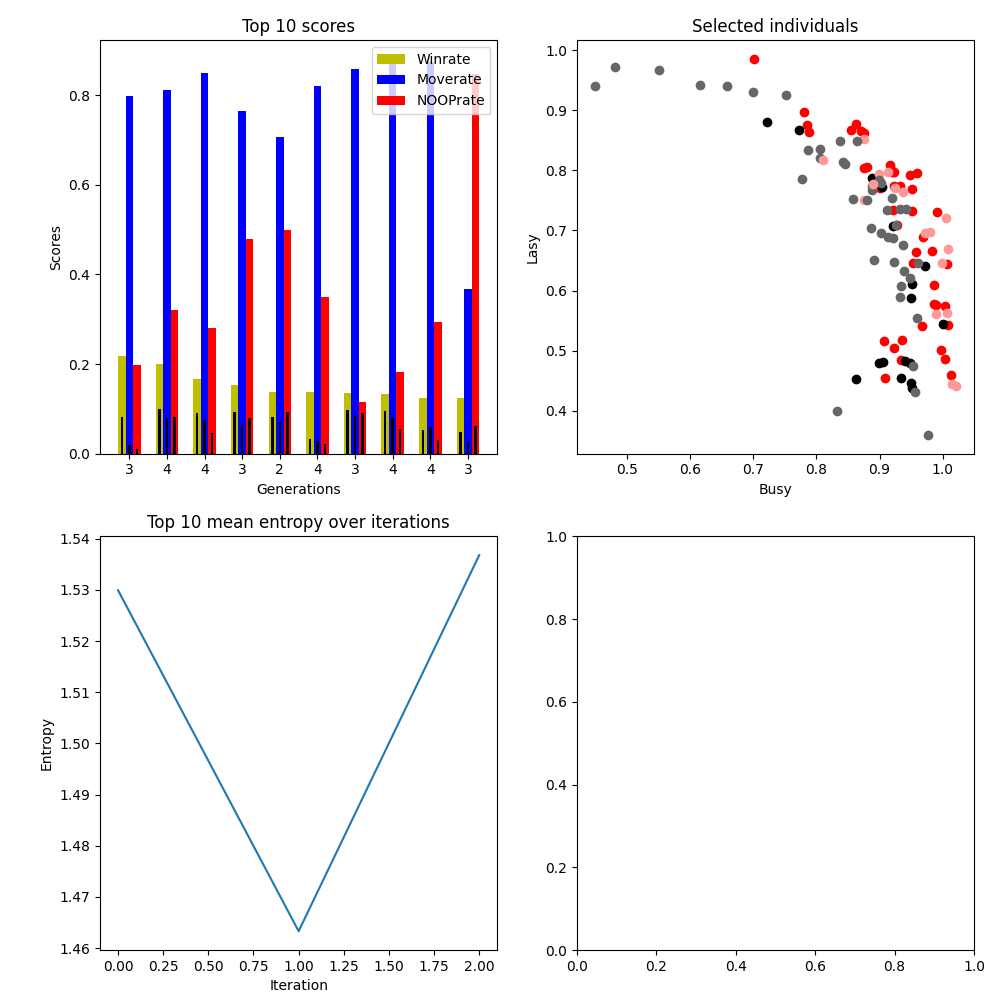 Top 10 scores
Winrate
Moverate
NOOPrate
0.8
0.6
0.4
0.2
0.0
Scores
3 4 4 3 2 4 3 4 4 3
Generations
Selected individuals
1.0
0.9
0.8
0.7
0.6
0.5
0.4
Lasy
0.5 0.6 0.7 0.8 0.9 1.0
Busy
Top 10 mean entropy over iterations
1.54
1.53
1.52
1.51
1.50
1.49
1.48
1.47
1.46
Entropy
0.00 0.25 0.50 0.75 1.00 1.25 1.50 1.75 2.00
Iteration
1.0
0.8
0.6
0.4
0.2
0.0
0.0 0.2 0.4 0.6 0.8 1.0